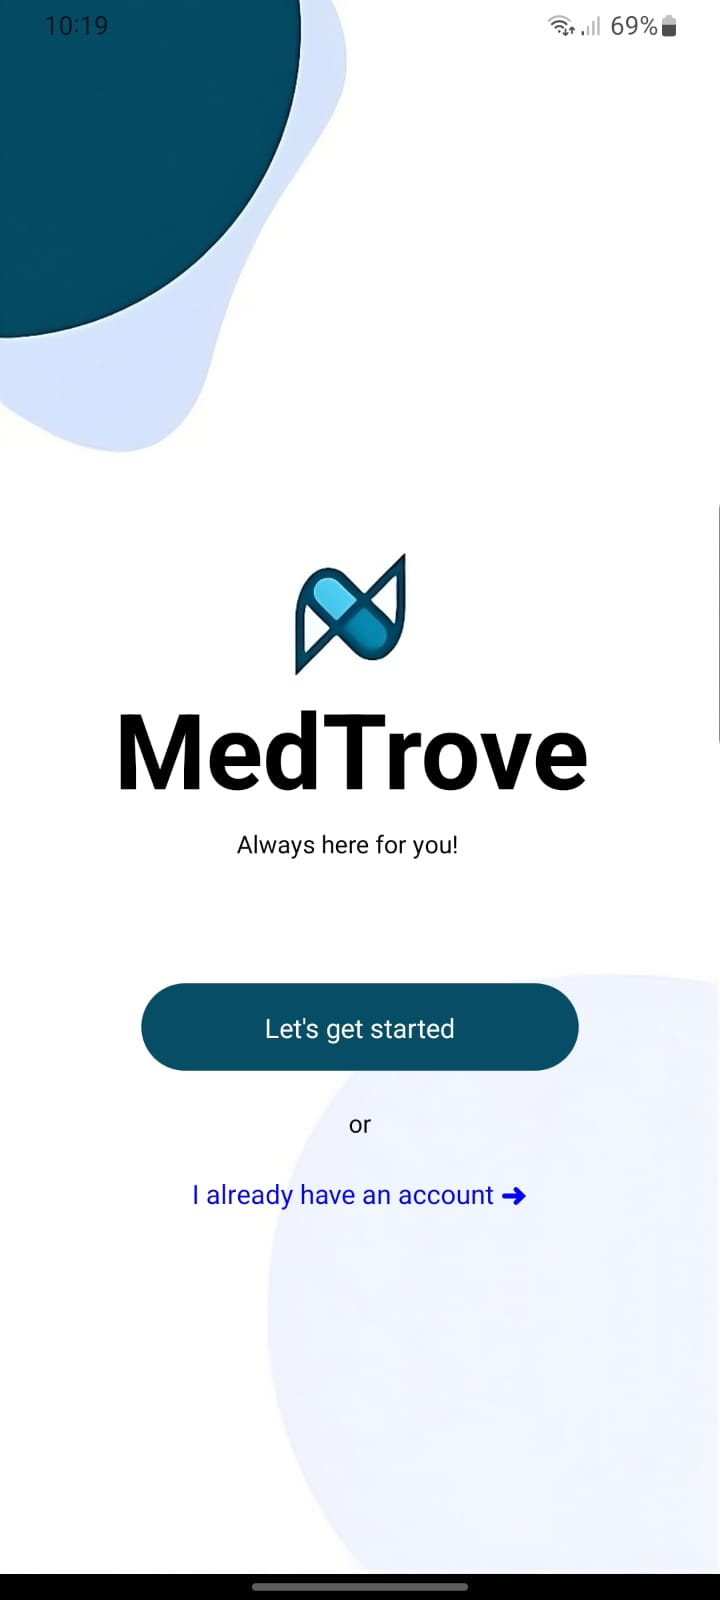 10:19 69%
MedTrove
Always here for you!
Let's get started
or
I already have an account ➔